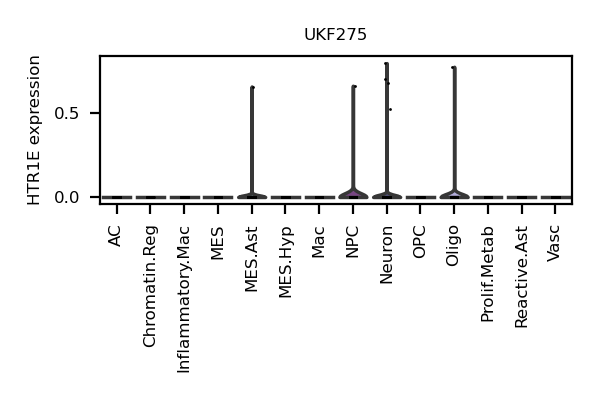 UKF275
HTR1E expression
0.5
0.0
AC
Chromatin.Reg
Inflammatory.Mac
MES
MES.Ast
MES.Hyp
Mac
NPC
Neuron
OPC
Oligo
Prolif.Metab
Reactive.Ast
Vasc